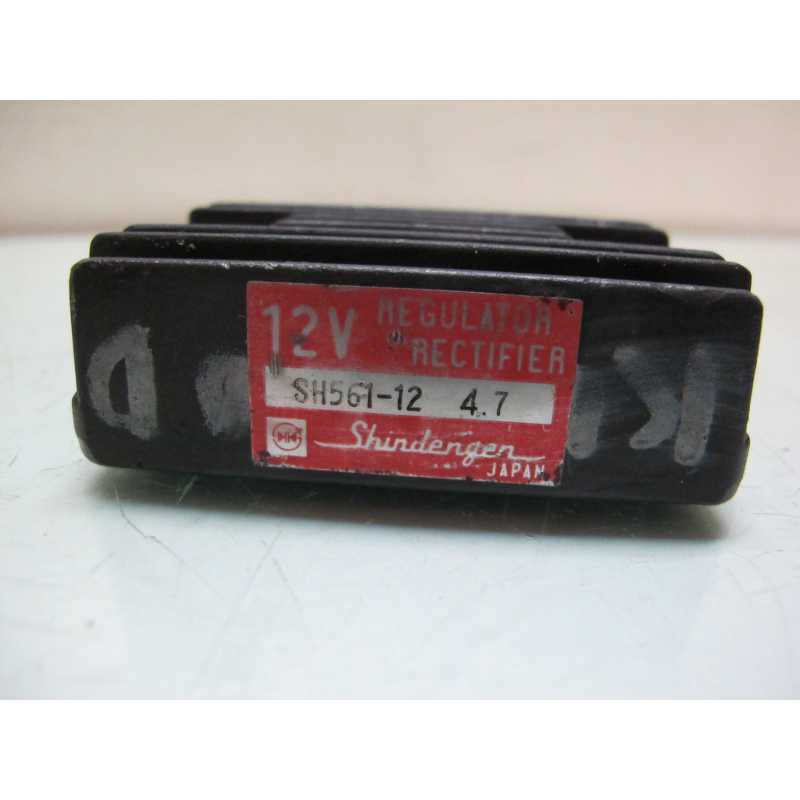 12V REGULATOR
RECTIFIER
SH561-12 4.7
Shindengen
JAPAN